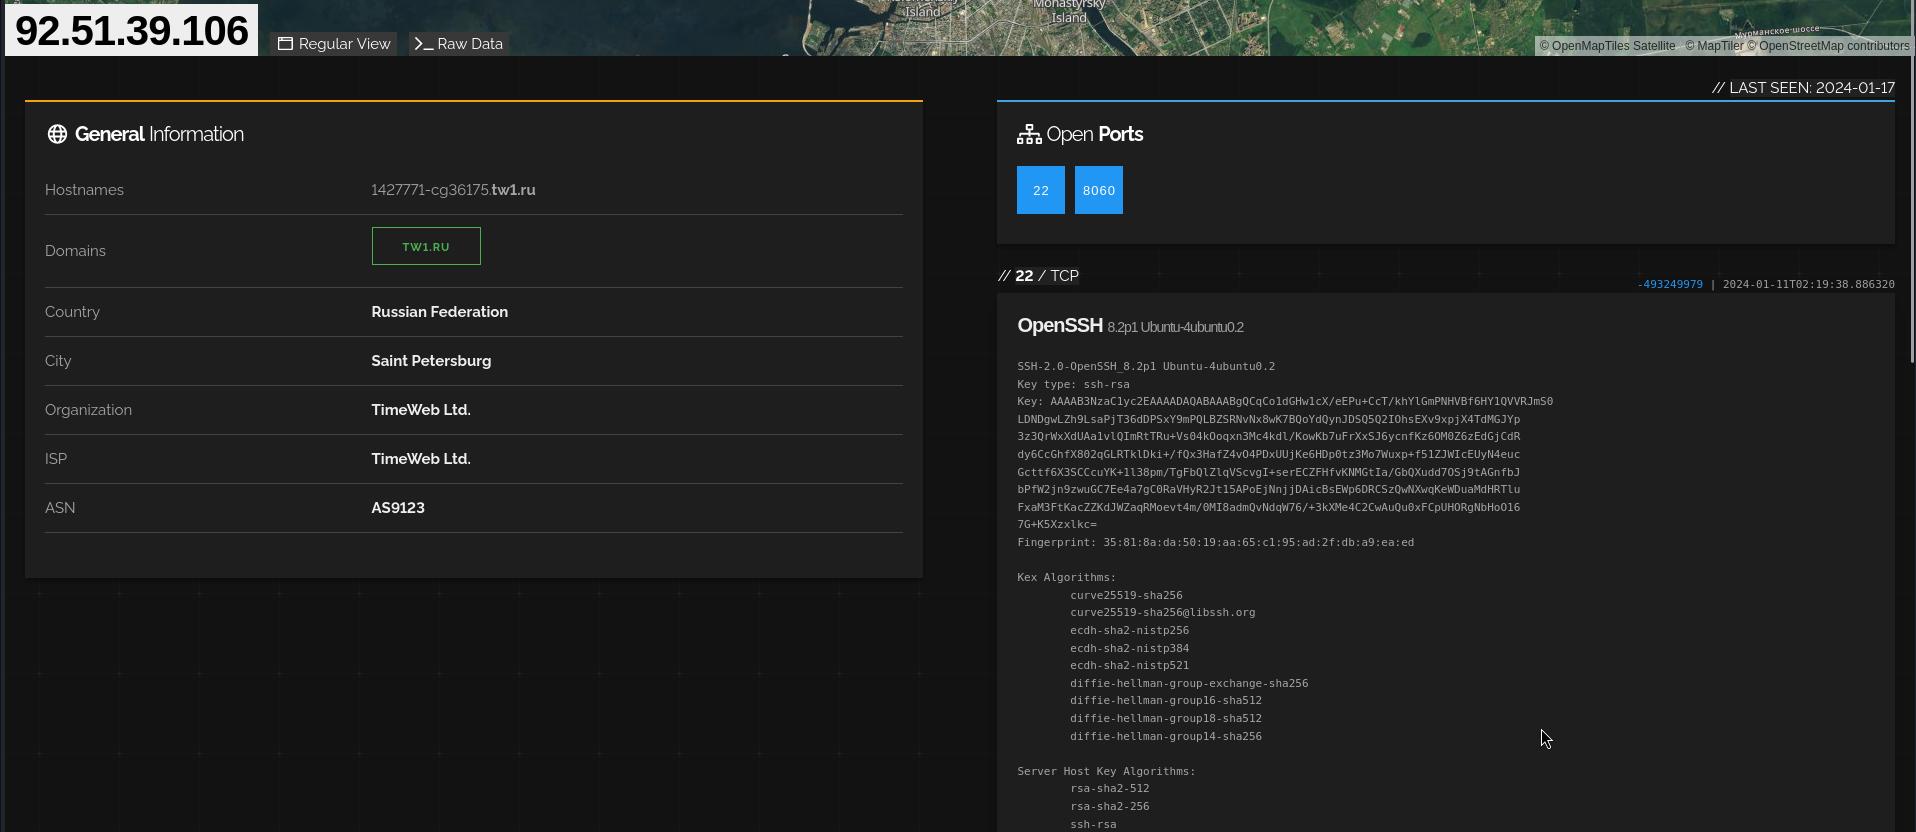 Island
Monastyrsky
Island
Мурманское шоссе
92.51.39.106
Regular View
Raw Data
© OpenMapTiles Satellite © MapTiler © OpenStreetMap contributors
// LAST SEEN: 2024-01-17
General Information
Hostnames 1427771-cg36175.tw1.ru
Domains TW1.RU
Country Russian Federation
City Saint Petersburg
Organization TimeWeb Ltd.
ISP TimeWeb Ltd.
ASN AS9123
Open Ports
22 8060
// 22 / TCP
-493249979 | 2024-01-11T02:19:38.886320
OpenSSH 8.2p1 Ubuntu-4ubuntu0.2
SSH-2.0-OpenSSH_8.2p1 Ubuntu-4ubuntu0.2
Key type: ssh-rsa
Key: AAAAB3NzaC1yc2EAAAADAQABAAABgQCqCo1dGHw1cX/eEPu+CcT/khYlGmPNHVBf6HY1QVVRJmS0
LDNDgwLZh9LsaPjT36dDPSxY9mPQLBZSRNvNx8wK7BQoYdQynJDSQ5Q2IOhsEXv9xpjX4TdMGJYp
3z3QrWxXdUAa1vlQImRtTRu+Vs04kOoqxn3Mc4kdl/KowKb7uFrXxSJ6ycnfKz6OM0Z6zEdGjCdR
dy6CcGhfX802qGLRTklDki+/fQx3HafZ4vO4PDxUUjKe6HDp0tz3Mo7Wuxp+f51ZJWIcEUyN4euc
Gcttf6X3SCCcuYK+1l38pm/TgFbQlZlqVScvgI+serECZFHfvKNMGtIa/GbQXudd7OSj9tAGnfbJ
bPfW2jn9zwuGC7Ee4a7gC0RaVHyR2Jt15APoEjNnjjDAicBsEWp6DRCSzQwNXwqKeWDuaMdHRTlu
FxaM3FtKacZZKdJWZaqRMoevt4m/0MI8admQvNdqW76/+3kXMe4C2CwAuQu0xFCpUHORgNbHoO16
7G+K5Xzxlkc=
Fingerprint: 35:81:8a:da:50:19:aa:65:c1:95:ad:2f:db:a9:ea:ed
Kex Algorithms:
curve25519-sha256
curve25519-sha256@libssh.org
ecdh-sha2-nistp256
ecdh-sha2-nistp384
ecdh-sha2-nistp521
diffie-hellman-group-exchange-sha256
diffie-hellman-group16-sha512
diffie-hellman-group18-sha512
diffie-hellman-group14-sha256
Server Host Key Algorithms:
rsa-sha2-512
rsa-sha2-256
ssh-rsa